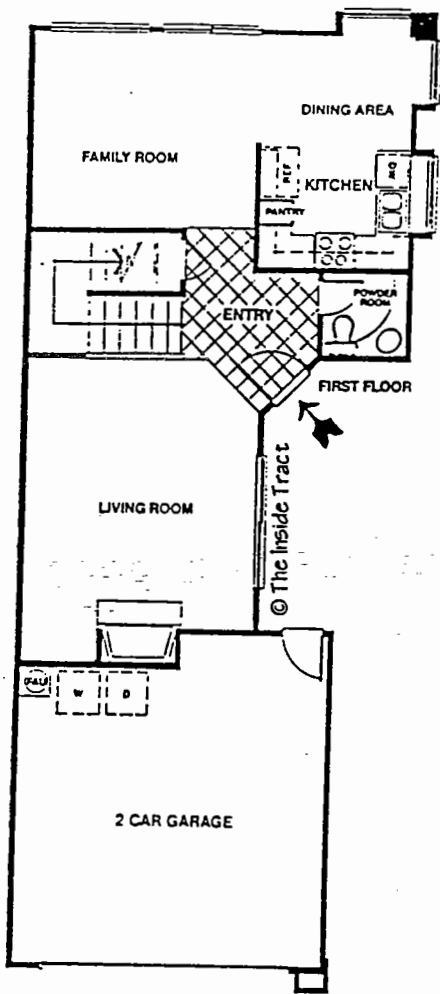 DINING AREA
FAMILY ROOM
REF
KITCHEN
DW
PANTRY
POWDER
ROOM
ENTRY
FIRST FLOOR
LIVING ROOM
© The Inside Tract
FAU
W
D
2 CAR GARAGE